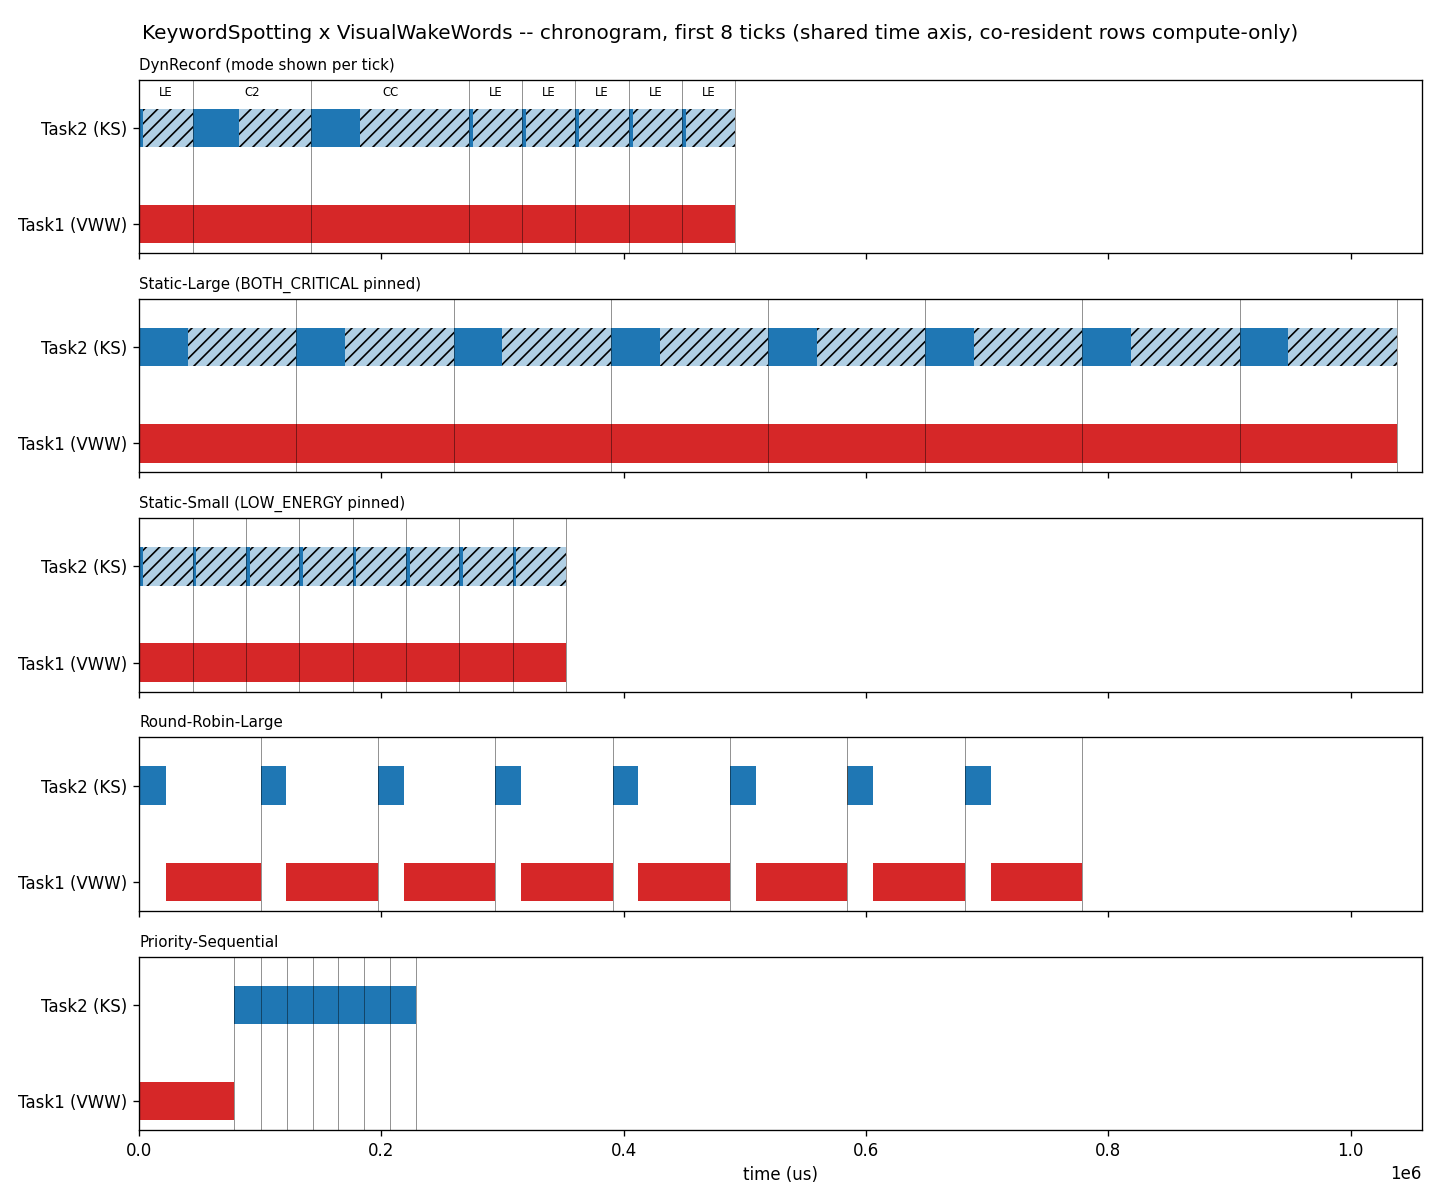 KeywordSpotting x VisualWakeWords -- chronogram, first 8 ticks (shared time axis, co-resident rows compute-only)
DynReconf (mode shown per tick)
LE C2 CC LE LE LE LE LE
Task2 (KS)
Task1 (VWW)
Static-Large (BOTH_CRITICAL pinned)
Task2 (KS)
Task1 (VWW)
Static-Small (LOW_ENERGY pinned)
Task2 (KS)
Task1 (VWW)
Round-Robin-Large
Task2 (KS)
Task1 (VWW)
Priority-Sequential
Task2 (KS)
Task1 (VWW)
0.0 0.2 0.4 0.6 0.8 1.0
time (us)
1e6